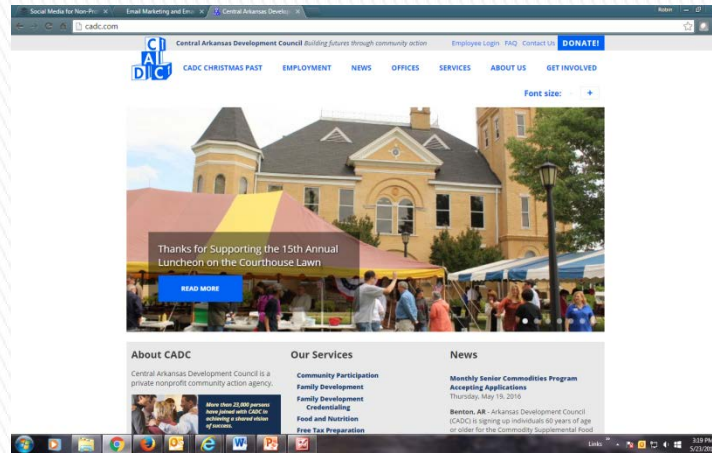 Social Media for Non-Pro
Email Marketing and Ema
Central Arkansas Develop
Robin
cadc.com
CADC
Central Arkansas Development Council Building futures through community action
Employee Login FAQ Contact Us DONATE!
CADC CHRISTMAS PAST EMPLOYMENT NEWS OFFICES SERVICES ABOUT US GET INVOLVED
Font size: - +
Thanks for Supporting the 15th Annual
Luncheon on the Courthouse Lawn
READ MORE
About CADC
Central Arkansas Development Council is a
private nonprofit community action agency.
More than 23,000 persons
have joined with CADC in
achieving a shared vision
of success.
Our Services
Community Participation
Family Development
Family Development
Credentialing
Food and Nutrition
Free Tax Preparation
News
Monthly Senior Commodities Program
Accepting Applications
Thursday, May 19, 2016
Benton, AR - Arkansas Development Council
(CADC) is signing up individuals 60 years of age
or older for the Commodity Supplemental Food
Links
3:19 PM
5/23/201